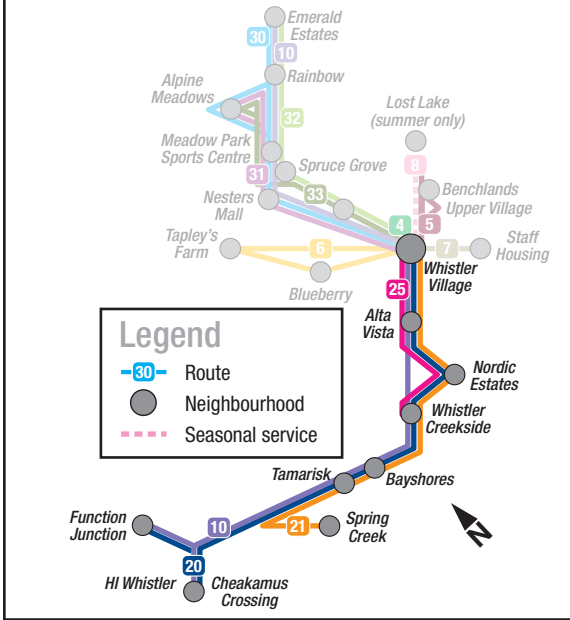 Emerald
Estates
30
10
Rainbow
Alpine
Meadows
Lost Lake
(summer only)
32
Meadow Park
Sports Centre
Spruce Grove
8
31
33
Benchlands
Upper Village
Nesters
Mall
4
5
Tapley's
Farm
6
7
Staff
Housing
Whistler
Village
Blueberry
25
Alta
Vista
Legend
30 Route
Neighbourhood
Seasonal service
Nordic
Estates
Whistler
Creekside
Tamarisk
Bayshores
Function
Junction
10
21
Spring
Creek
N
20
HI Whistler
Cheakamus
Crossing